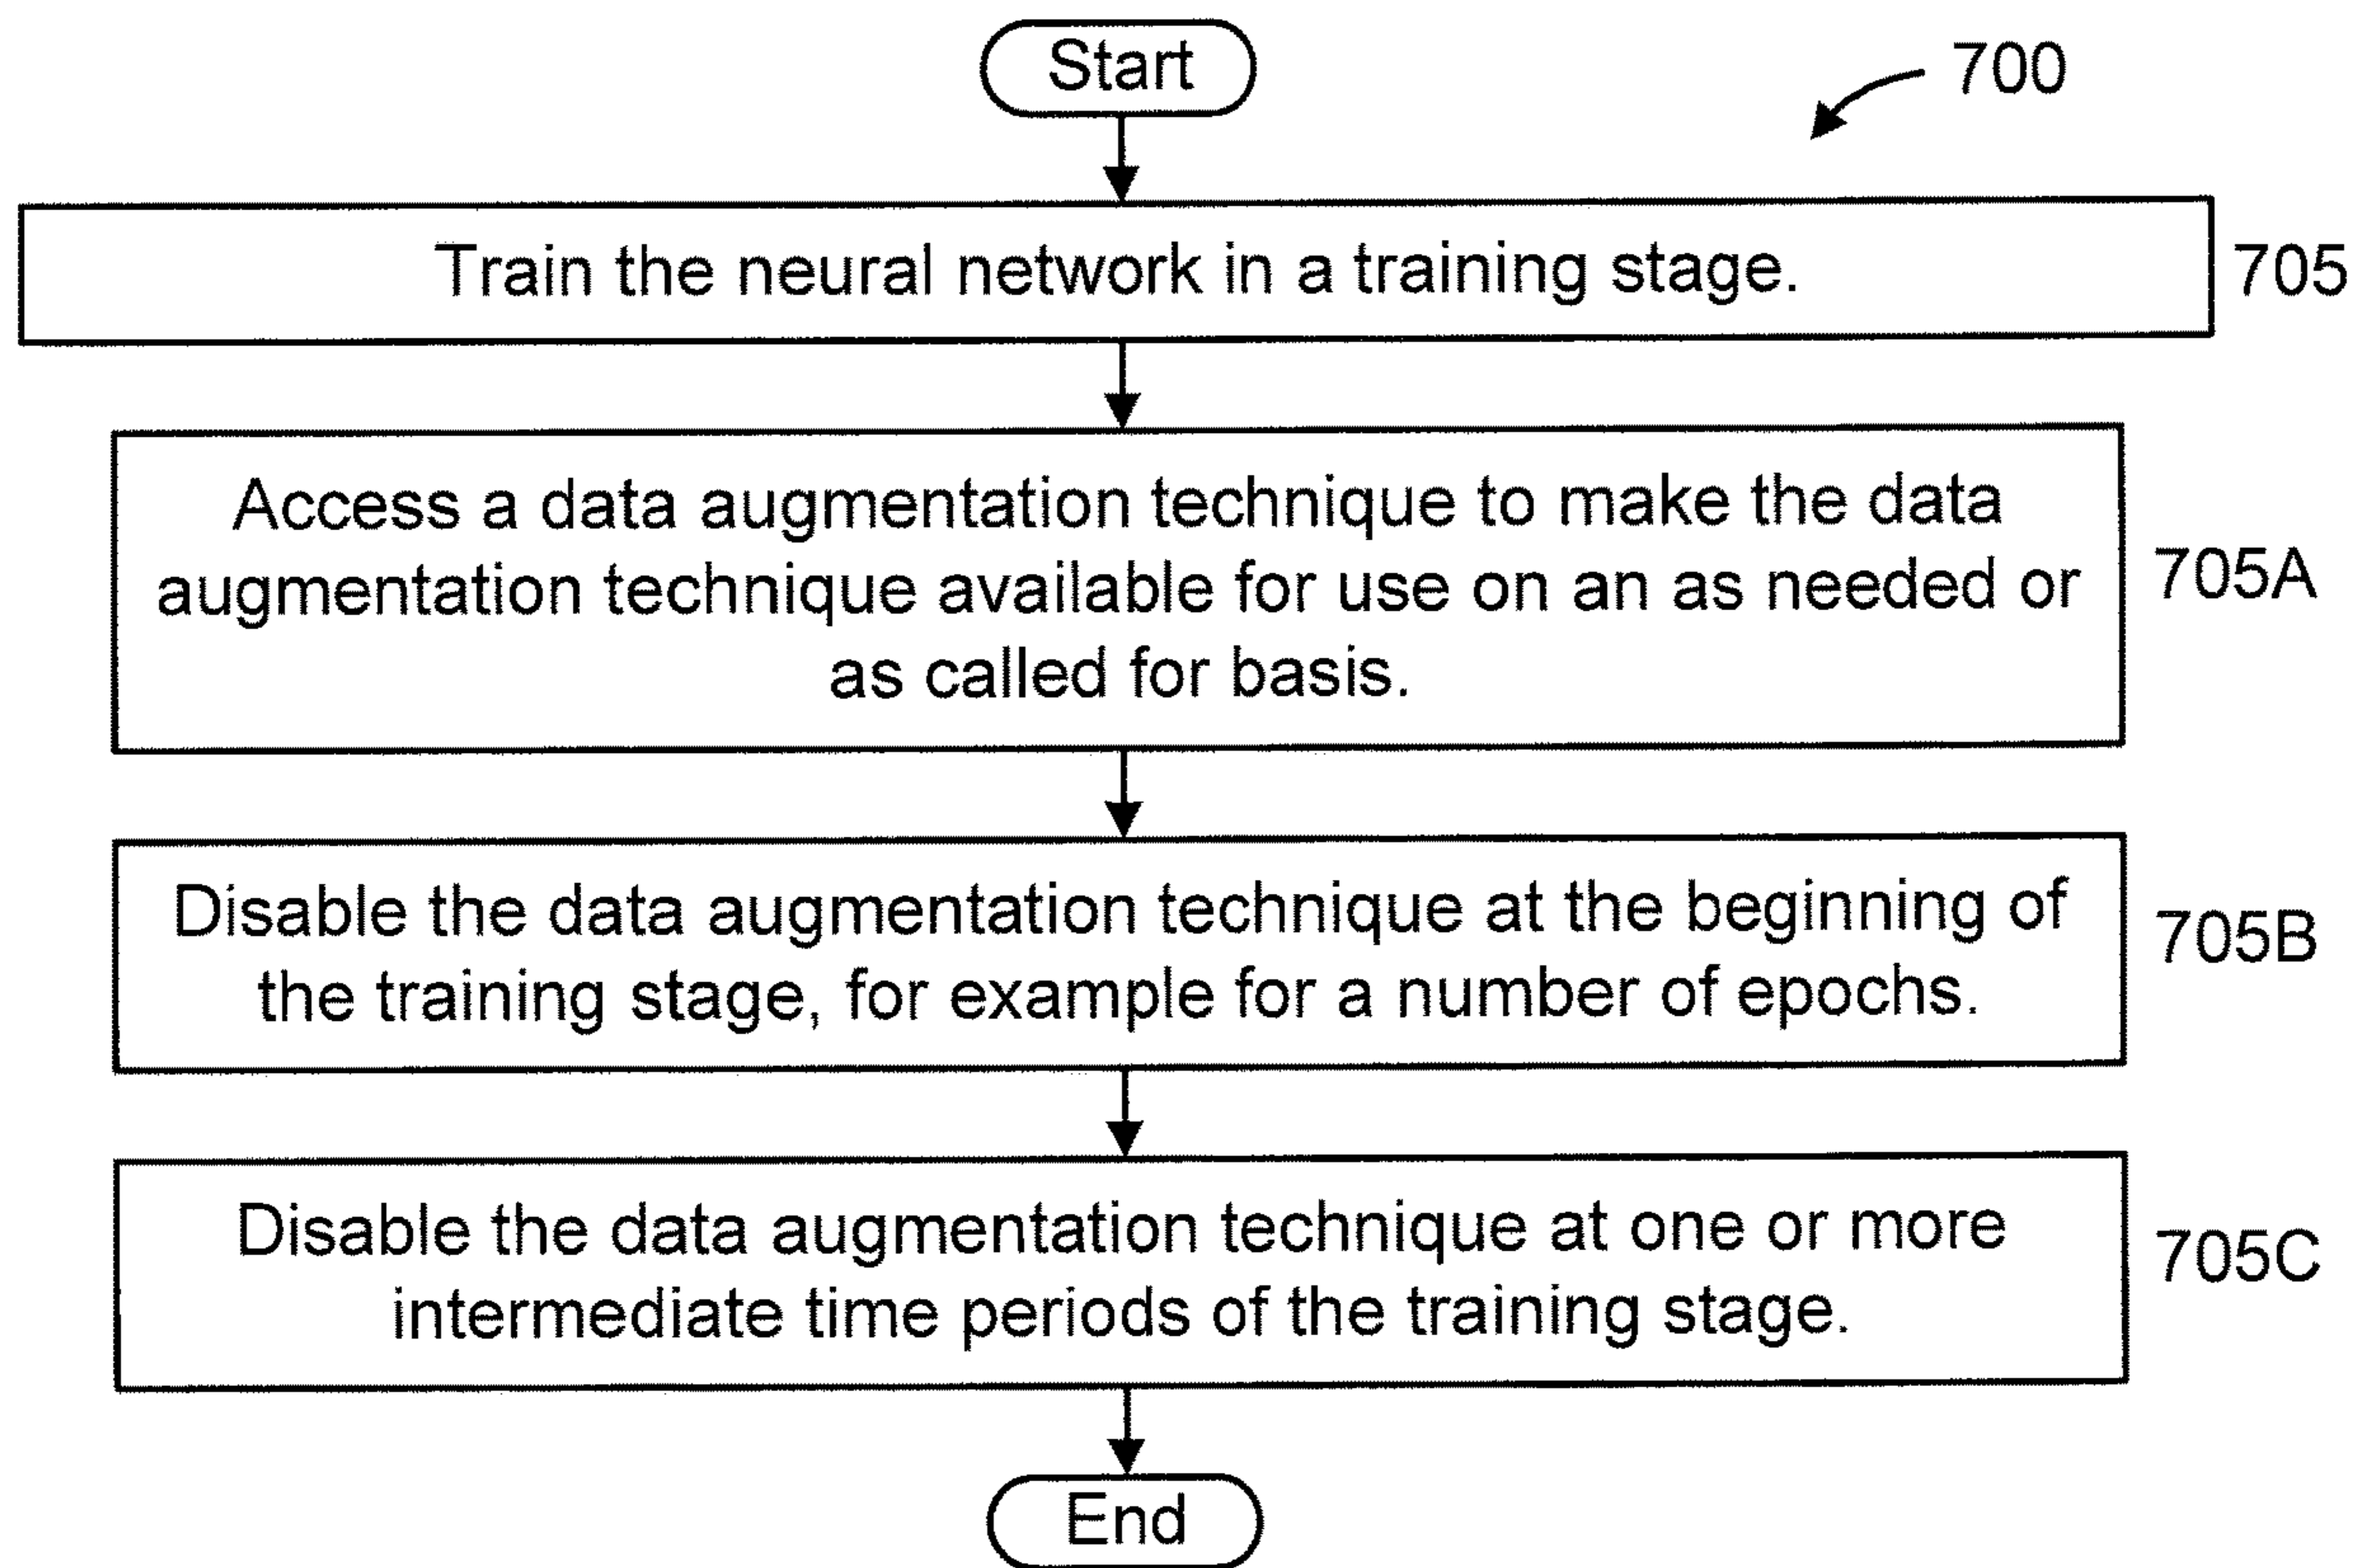 Start
700
Train the neural network in a training stage.
705
Access a data augmentation technique to make the data
augmentation technique available for use on an as needed or
as called for basis.
705A
Disable the data augmentation technique at the beginning of
the training stage, for example for a number of epochs.
705B
Disable the data augmentation technique at one or more
intermediate time periods of the training stage.
705C
End